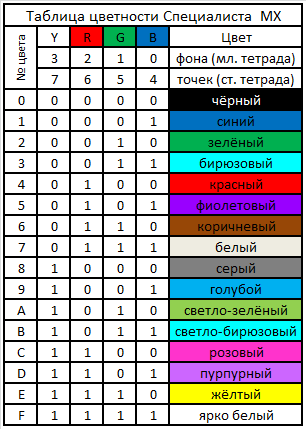 Таблица цветности Специалиста MX
№ цвета Y R G B Цвет
3 2 1 0 фона (мл. тетрада)
7 6 5 4 точек (ст. тетрада)
0 0 0 0 0 чёрный
1 0 0 0 1 синий
2 0 0 1 0 зелёный
3 0 0 1 1 бирюзовый
4 0 1 0 0 красный
5 0 1 0 1 фиолетовый
6 0 1 1 0 коричневый
7 0 1 1 1 белый
8 1 0 0 0 серый
9 1 0 0 1 голубой
A 1 0 1 0 светло-зелёный
B 1 0 1 1 светло-бирюзовый
C 1 1 0 0 розовый
D 1 1 0 1 пурпурный
E 1 1 1 0 жёлтый
F 1 1 1 1 ярко белый